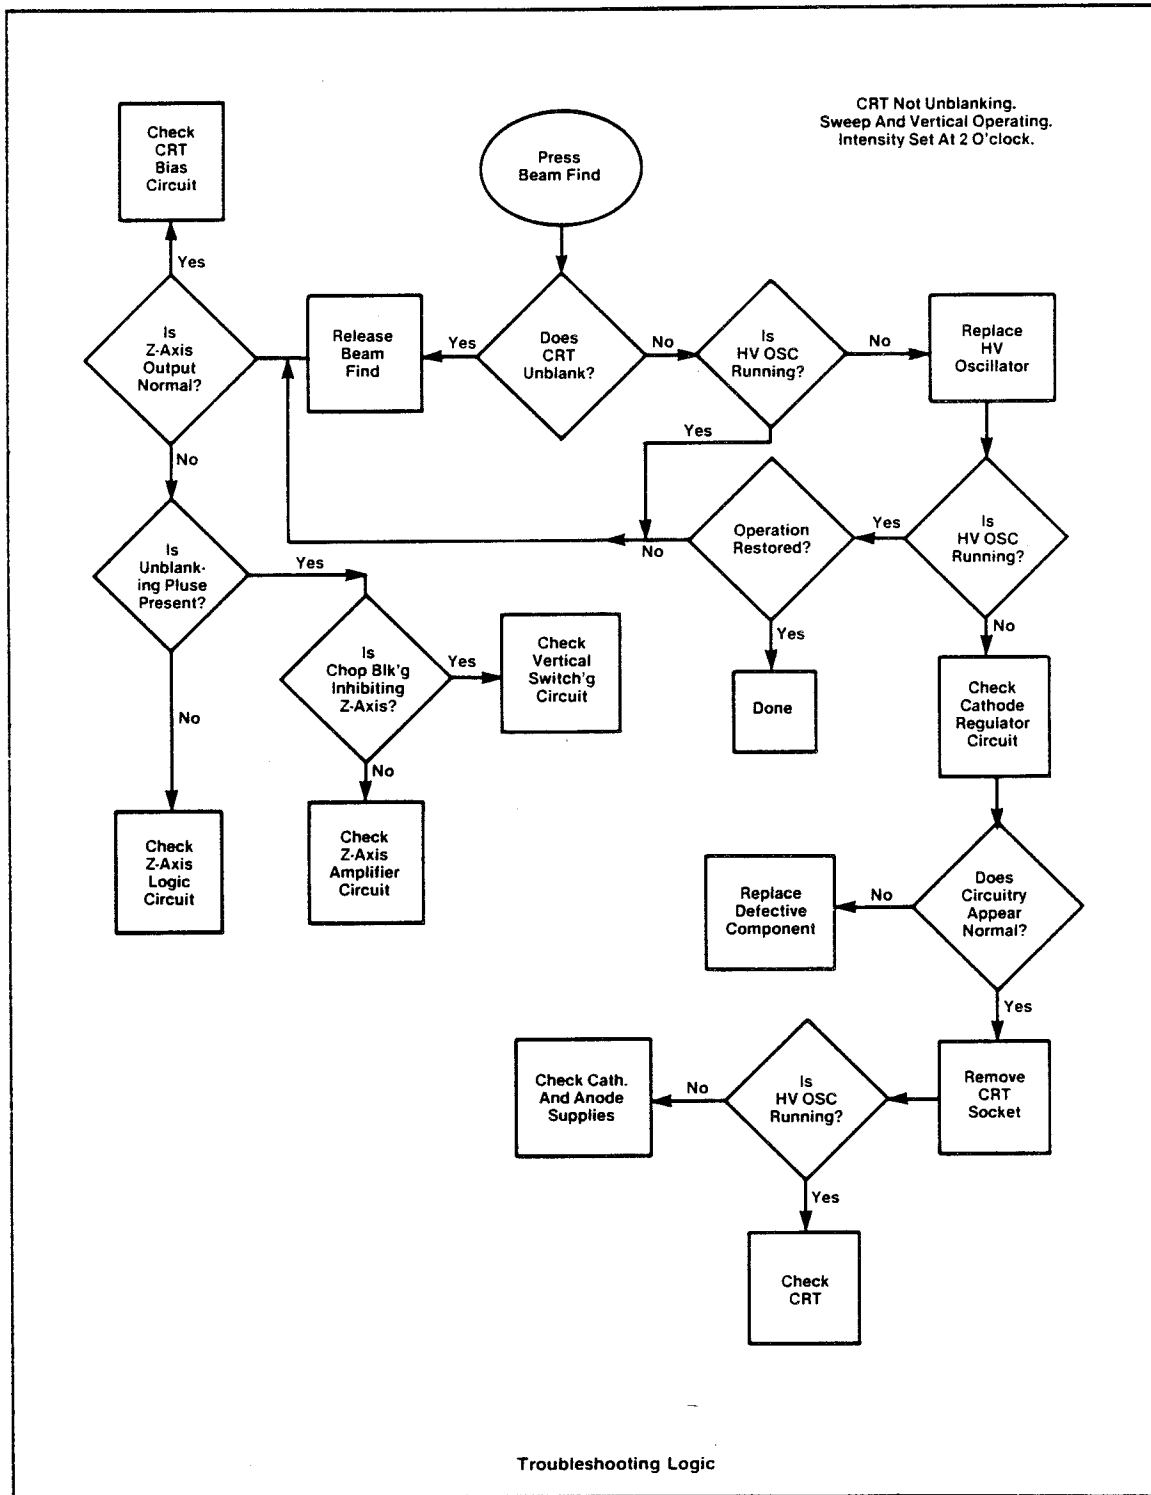 CRT Not Unblanking.
Sweep And Vertical Operating.
Intensity Set At 2 O'clock.
Check
CRT
Bias
Circuit
Press
Beam Find
Yes
Is
Z-Axis
Output
Normal?
Release
Beam
Find
Yes
Does
CRT
Unblank?
No
Is
HV OSC
Running?
No
Replace
HV
Oscillator
Yes
No
Is
Unblank-
ing Pluse
Present?
Yes
No
Operation
Restored?
Yes
Is
HV OSC
Running?
No
Yes
Is
Chop Blk'g
Inhibiting
Z-Axis?
Yes
Check
Vertical
Switch'g
Circuit
Done
Check
Cathode
Regulator
Circuit
No
No
Check
Z-Axis
Logic
Circuit
Check
Z-Axis
Amplifier
Circuit
Replace
Defective
Component
No
Does
Circuitry
Appear
Normal?
Yes
Check Cath.
And Anode
Supplies
No
Is
HV OSC
Running?
Remove
CRT
Socket
Yes
Check
CRT
Troubleshooting Logic